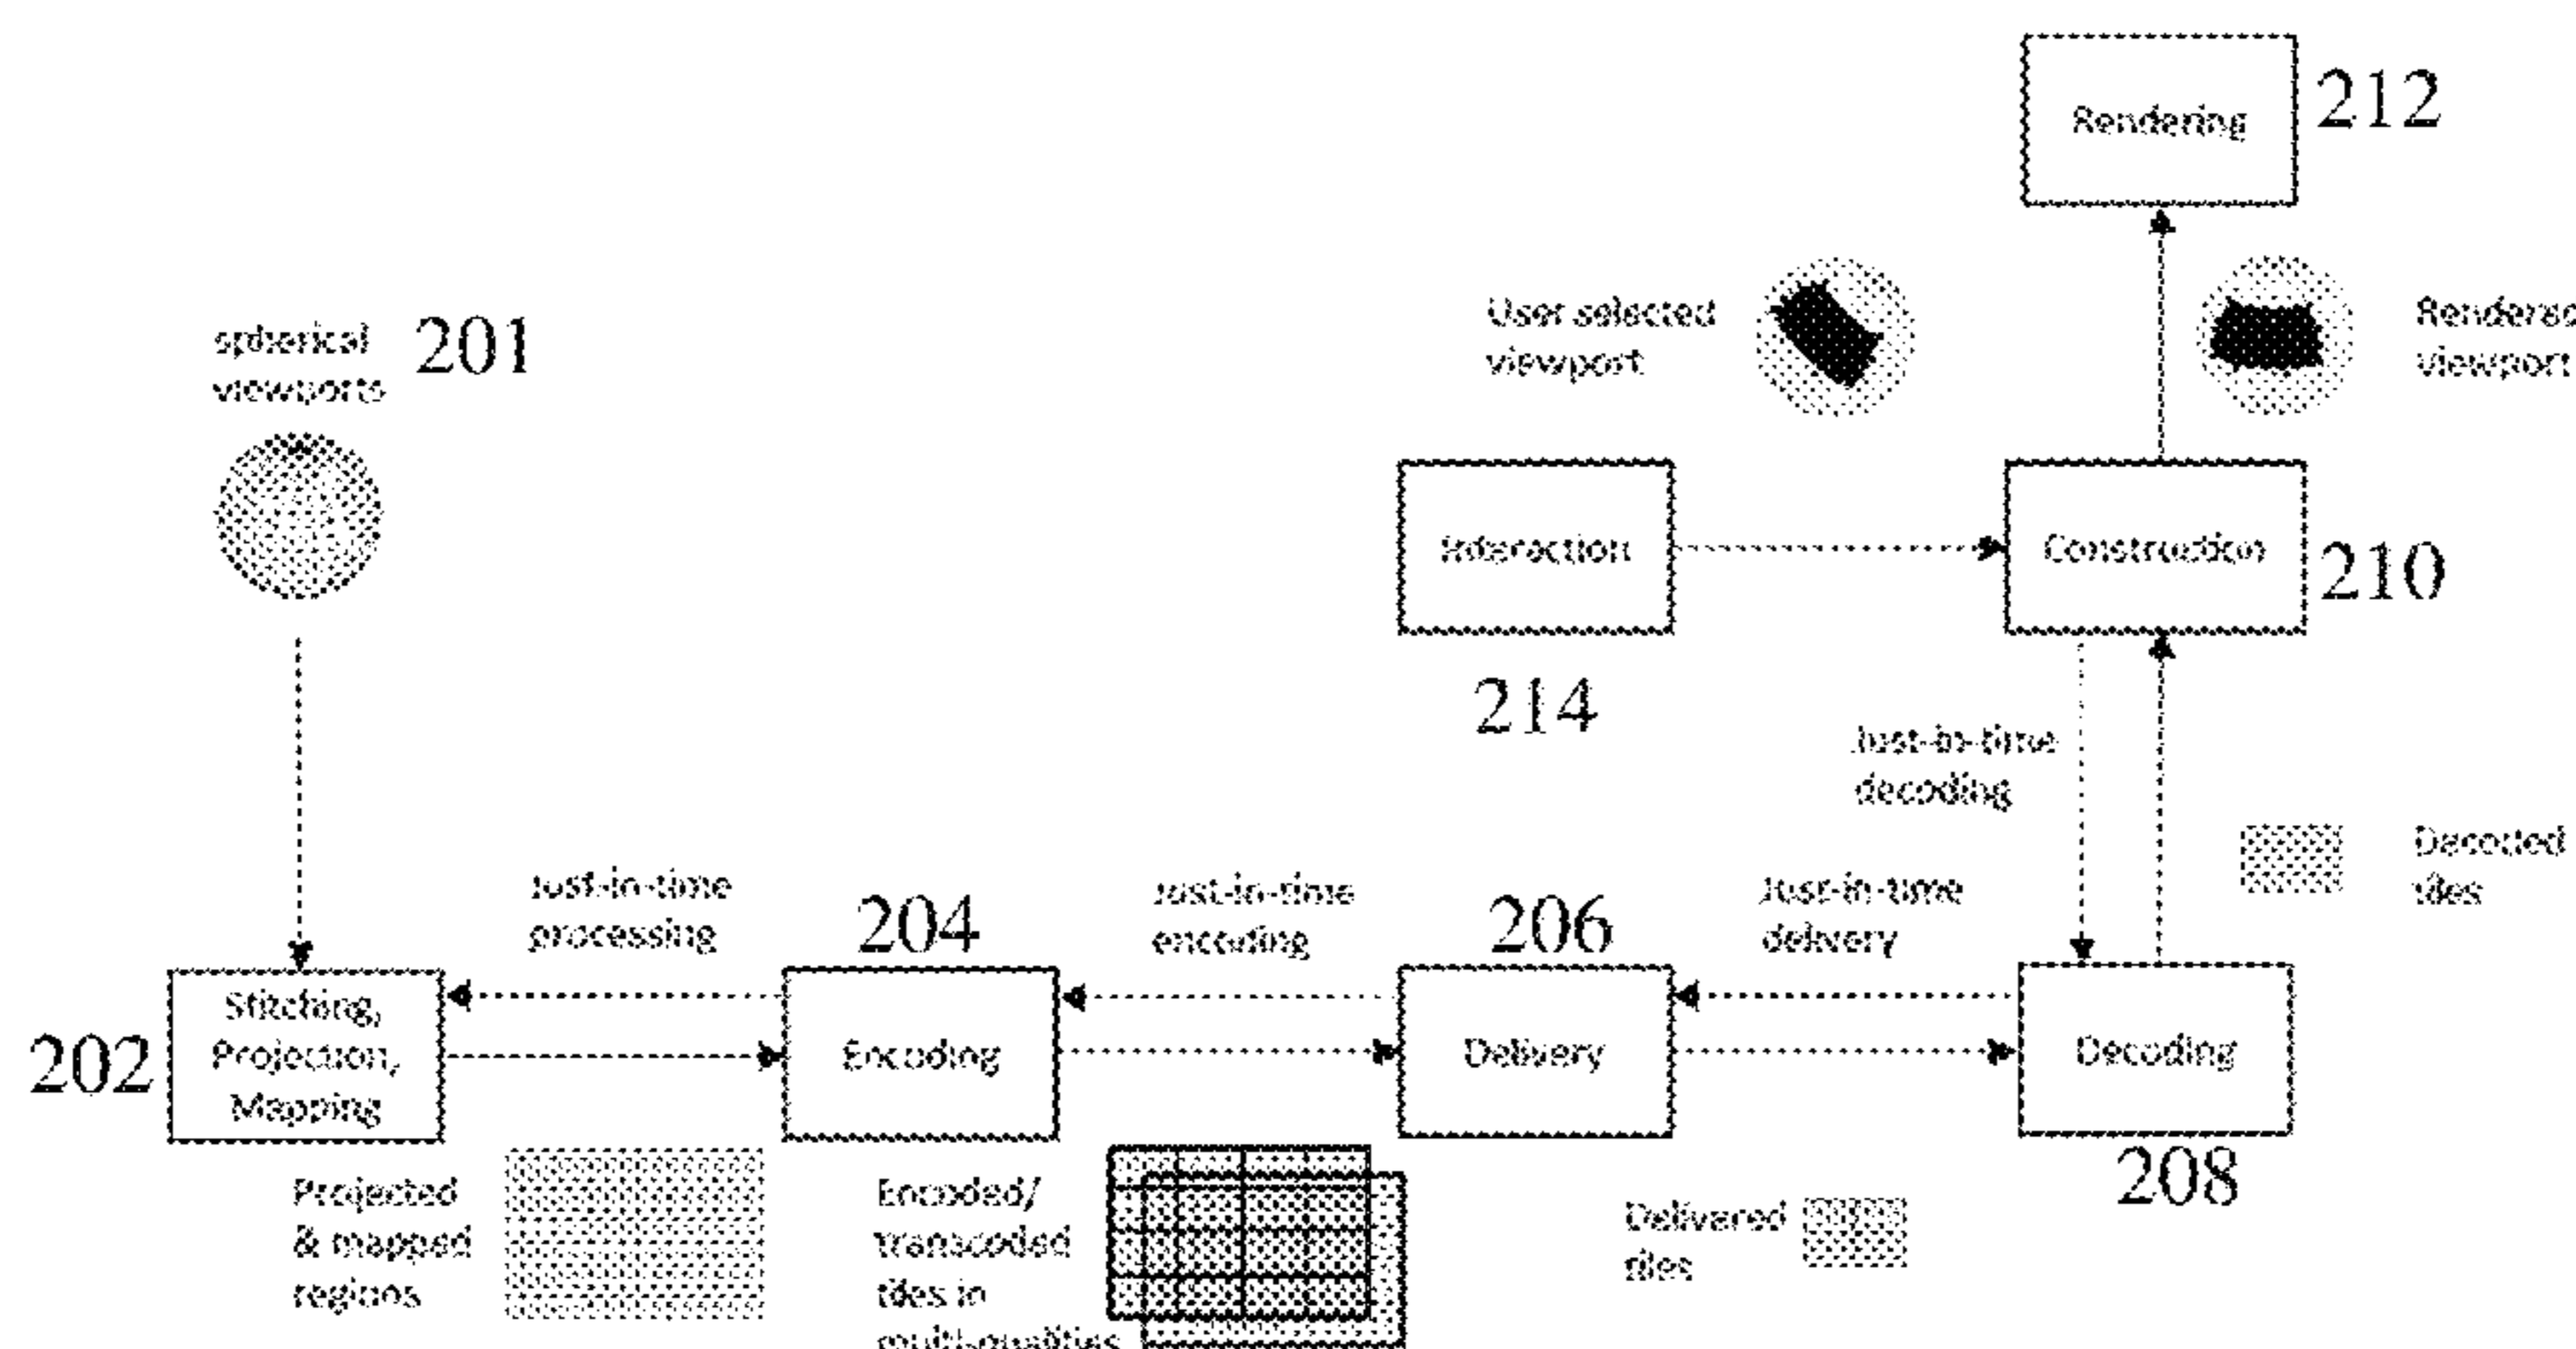 Rendering
212
User selected
viewport
Rendered
viewport
spherical
viewports
201
Interaction
214
Construction
210
Just-in-time
decoding
Decoded
tiles
Just-in-time
processing
204
Just-in-time
encoding
206
Just-in-time
delivery
202
Stitching,
Projection,
Mapping
Encoding
Delivery
Decoding
208
Projected
& mapped
regions
Encoded/
transcoded
tiles in
multi-qualities
Delivered
tiles